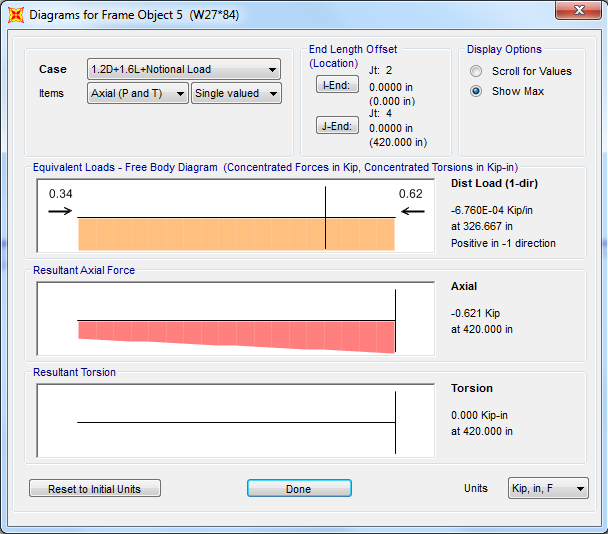 Diagrams for Frame Object 5 (W27*84)
Case
1.2D+1.6L+Notional Load
Items
Axial (P and T)
Single valued
End Length Offset
(Location)
I-End:
Jt: 2
0.0000 in
(0.000 in)
J-End:
Jt: 4
0.0000 in
(420.000 in)
Display Options
Scroll for Values
Show Max
Equivalent Loads - Free Body Diagram (Concentrated Forces in Kip, Concentrated Torsions in Kip-in)
0.34
0.62
Dist Load (1-dir)
-6.760E-04 Kip/in
at 326.667 in
Positive in -1 direction
Resultant Axial Force
Axial
-0.621 Kip
at 420.000 in
Resultant Torsion
Torsion
0.000 Kip-in
at 420.000 in
Reset to Initial Units
Done
Units
Kip, in, F